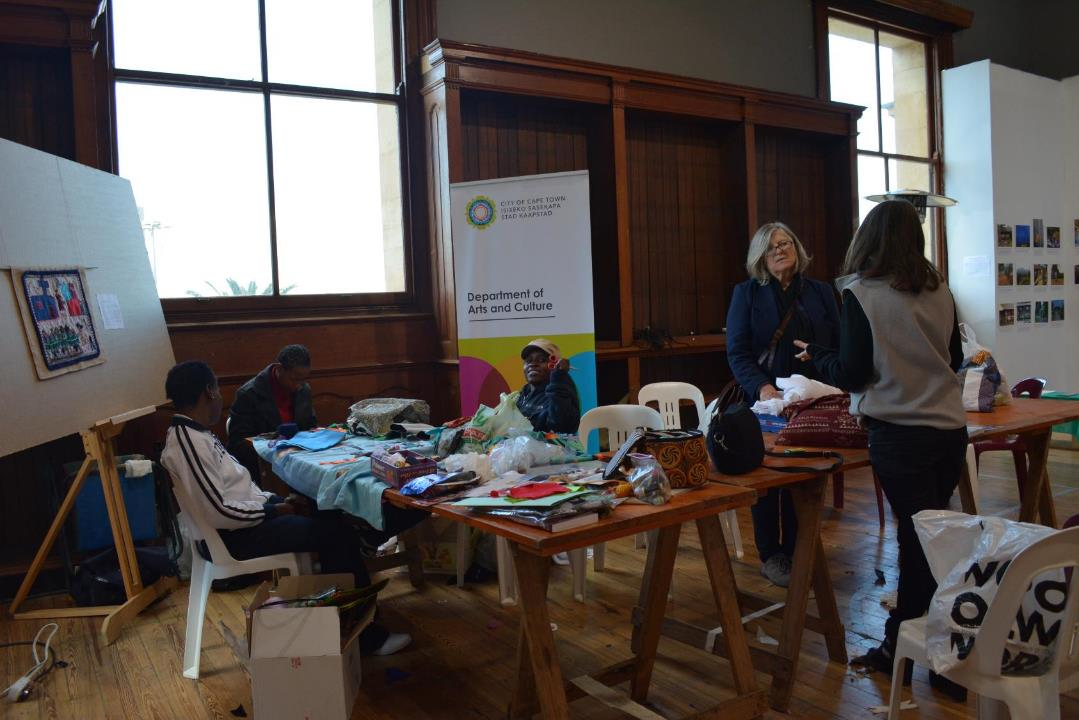 CITY OF CAPE TOWN
ISIXEKO SASEKAPA
STAD KAAPSTAD
Department of
Arts and Culture